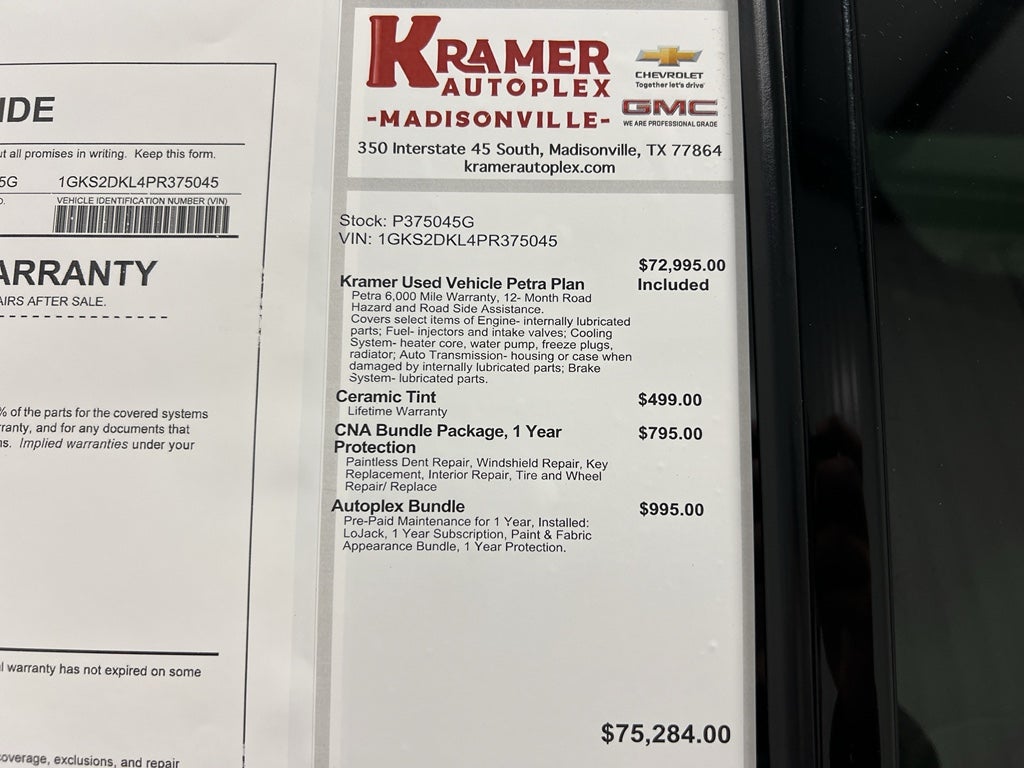 IDE
ut all promises in writing. Keep this form.
5G 1GKS2DKL4PR375045
VEHICLE IDENTIFICATION NUMBER (VIN)
ARRANTY
AIRS AFTER SALE.
% of the parts for the covered systems
ranty, and for any documents that
ns. Implied warranties under your
l warranty has not expired on some
coverage, exclusions, and repair
KRAMER
AUTOPLEX
-MADISONVILLE-
CHEVROLET
Together let's drive
GMC
WE ARE PROFESSIONAL GRADE
350 Interstate 45 South, Madisonville, TX 77864
kramerautoplex.com
Stock: P375045G
VIN: 1GKS2DKL4PR375045
$72,995.00
Kramer Used Vehicle Petra Plan Included
Petra 6,000 Mile Warranty, 12- Month Road
Hazard and Road Side Assistance.
Covers select items of Engine- internally lubricated
parts; Fuel- injectors and intake valves; Cooling
System- heater core, water pump, freeze plugs,
radiator; Auto Transmission- housing or case when
damaged by internally lubricated parts; Brake
System- lubricated parts.
Ceramic Tint $499.00
Lifetime Warranty
CNA Bundle Package, 1 Year $795.00
Protection
Paintless Dent Repair, Windshield Repair, Key
Replacement, Interior Repair, Tire and Wheel
Repair/ Replace
Autoplex Bundle $995.00
Pre-Paid Maintenance for 1 Year, Installed:
LoJack, 1 Year Subscription, Paint & Fabric
Appearance Bundle, 1 Year Protection.
$75,284.00